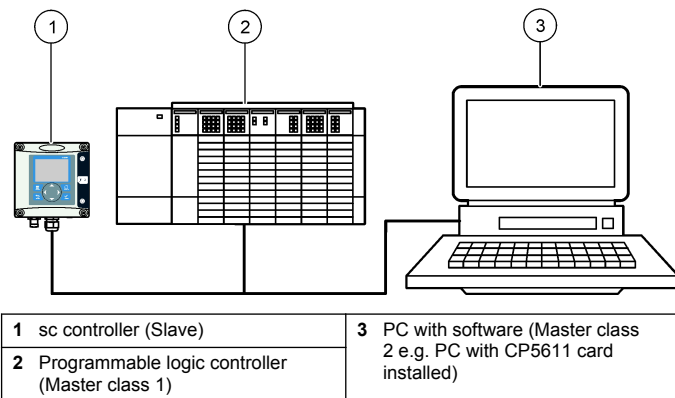 1
2
3
1 sc controller (Slave)
2 Programmable logic controller
(Master class 1)
3 PC with software (Master class
2 e.g. PC with CP5611 card
installed)